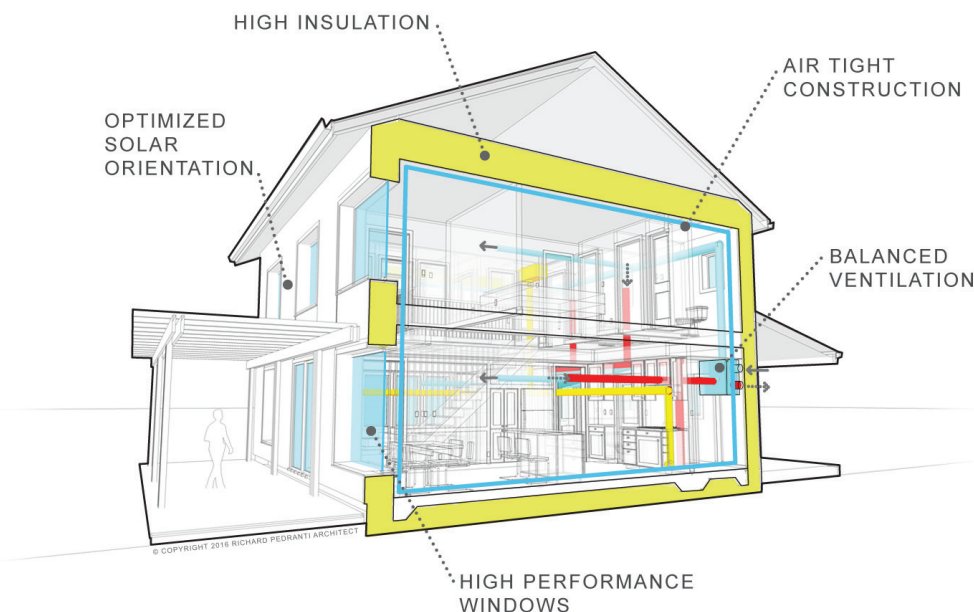 HIGH INSULATION
AIR TIGHT
CONSTRUCTION
OPTIMIZED
SOLAR
ORIENTATION
BALANCED
VENTILATION
© COPYRIGHT 2016 RICHARD PEDRANTI ARCHITECT
HIGH PERFORMANCE
WINDOWS